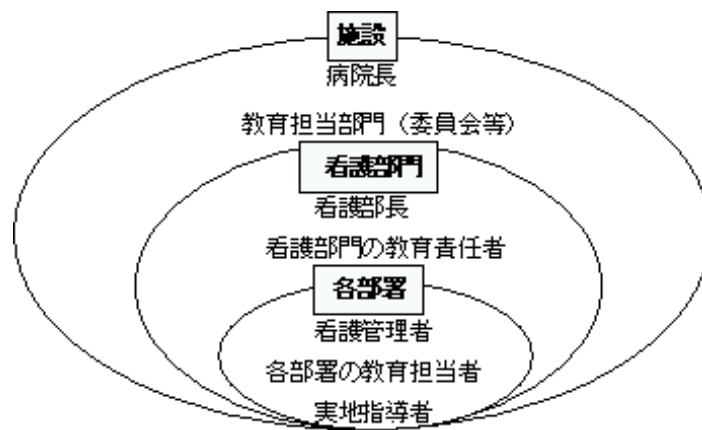 施設
病院長
教育担当部門（委員会等）
看護部門
看護部長
看護部門の教育責任者
各部署
看護管理者
各部署の教育担当者
実地指導者